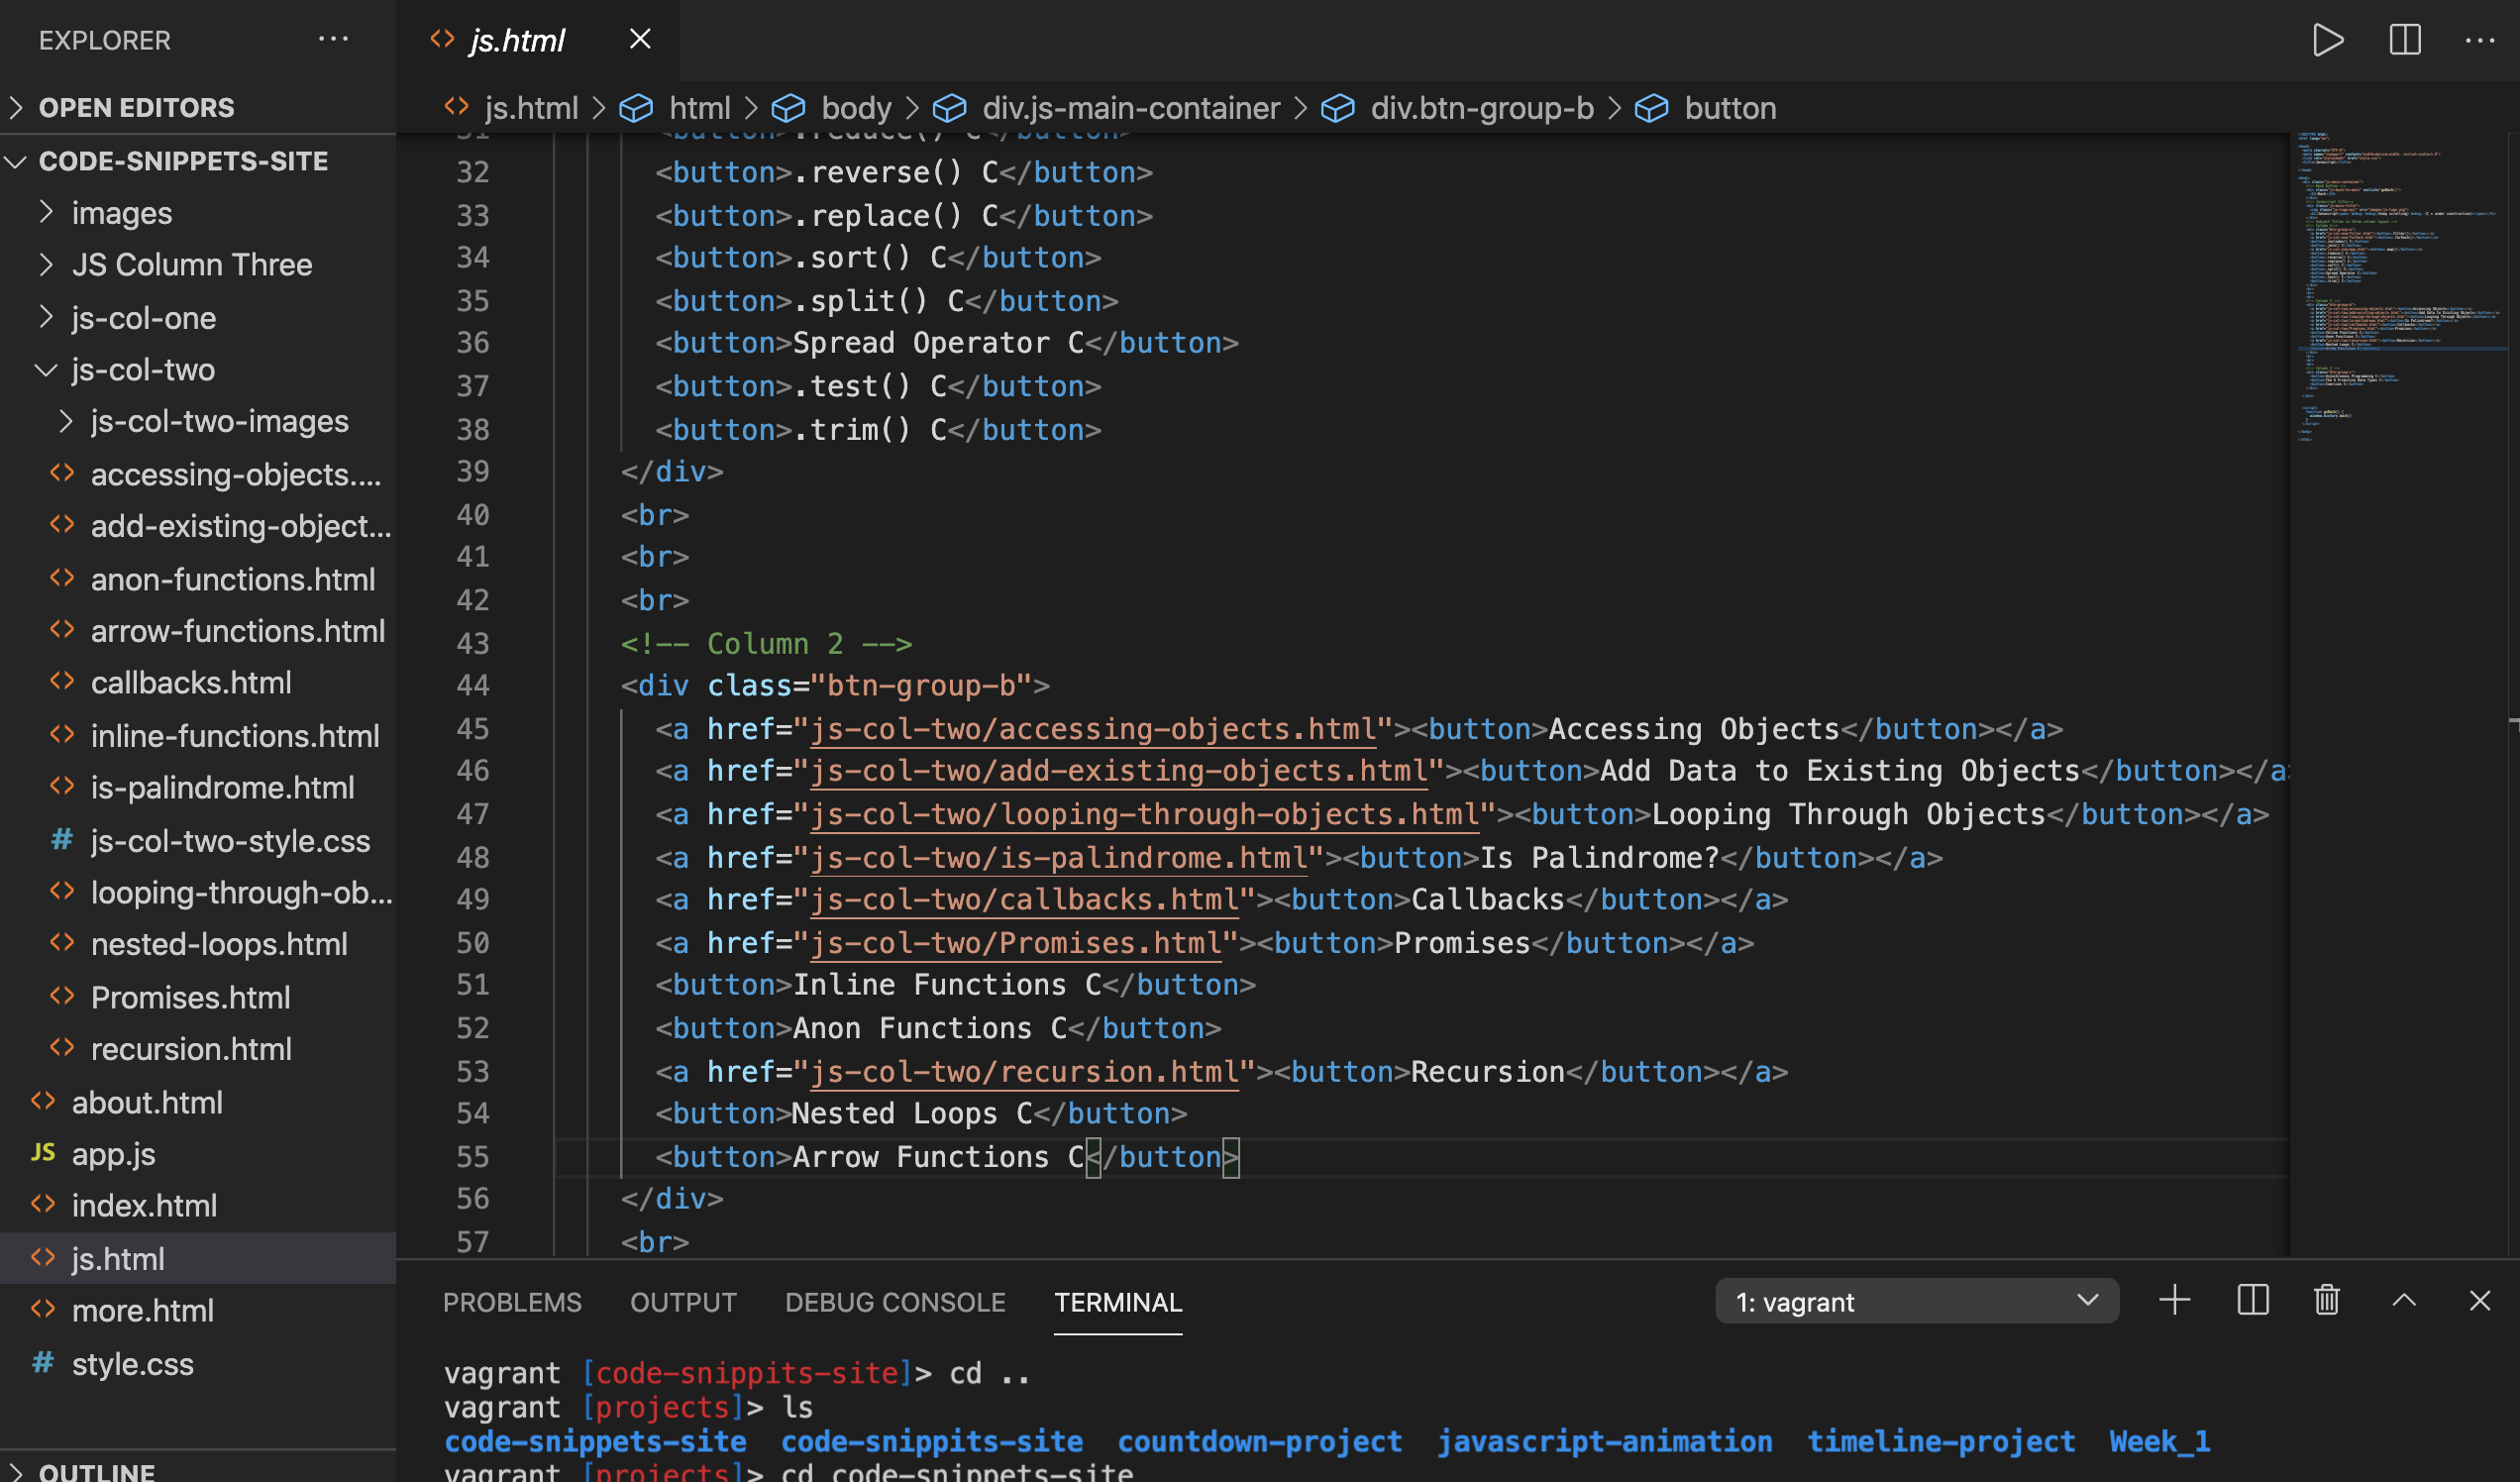 EXPLORER
OPEN EDITORS
CODE-SNIPPETS-SITE
images
JS Column Three
js-col-one
js-col-two
js-col-two-images
accessing-objects....
add-existing-object...
anon-functions.html
arrow-functions.html
callbacks.html
inline-functions.html
is-palindrome.html
# js-col-two-style.css
looping-through-ob...
nested-loops.html
Promises.html
recursion.html
about.html
JS app.js
index.html
js.html
more.html
# style.css
OUTLINE
js.html
js.html > html > body > div.js-main-container > div.btn-group-b > button
31 <button>.reduce() C</button>
32 <button>.reverse() C</button>
33 <button>.replace() C</button>
34 <button>.sort() C</button>
35 <button>.split() C</button>
36 <button>Spread Operator C</button>
37 <button>.test() C</button>
38 <button>.trim() C</button>
39 </div>
40 <br>
41 <br>
42 <br>
43 <!-- Column 2 -->
44 <div class="btn-group-b">
45 <a href="js-col-two/accessing-objects.html"><button>Accessing Objects</button></a>
46 <a href="js-col-two/add-existing-objects.html"><button>Add Data to Existing Objects</button></a
47 <a href="js-col-two/looping-through-objects.html"><button>Looping Through Objects</button></a>
48 <a href="js-col-two/is-palindrome.html"><button>Is Palindrome?</button></a>
49 <a href="js-col-two/callbacks.html"><button>Callbacks</button></a>
50 <a href="js-col-two/Promises.html"><button>Promises</button></a>
51 <button>Inline Functions C</button>
52 <button>Anon Functions C</button>
53 <a href="js-col-two/recursion.html"><button>Recursion</button></a>
54 <button>Nested Loops C</button>
55 <button>Arrow Functions C</button>
56 </div>
57 <br>
PROBLEMS OUTPUT DEBUG CONSOLE TERMINAL 1: vagrant
vagrant [code-snippits-site]> cd ..
vagrant [projects]> ls
code-snippets-site code-snippits-site countdown-project javascript-animation timeline-project Week_1
vagrant [projects]> cd code-snippets-site